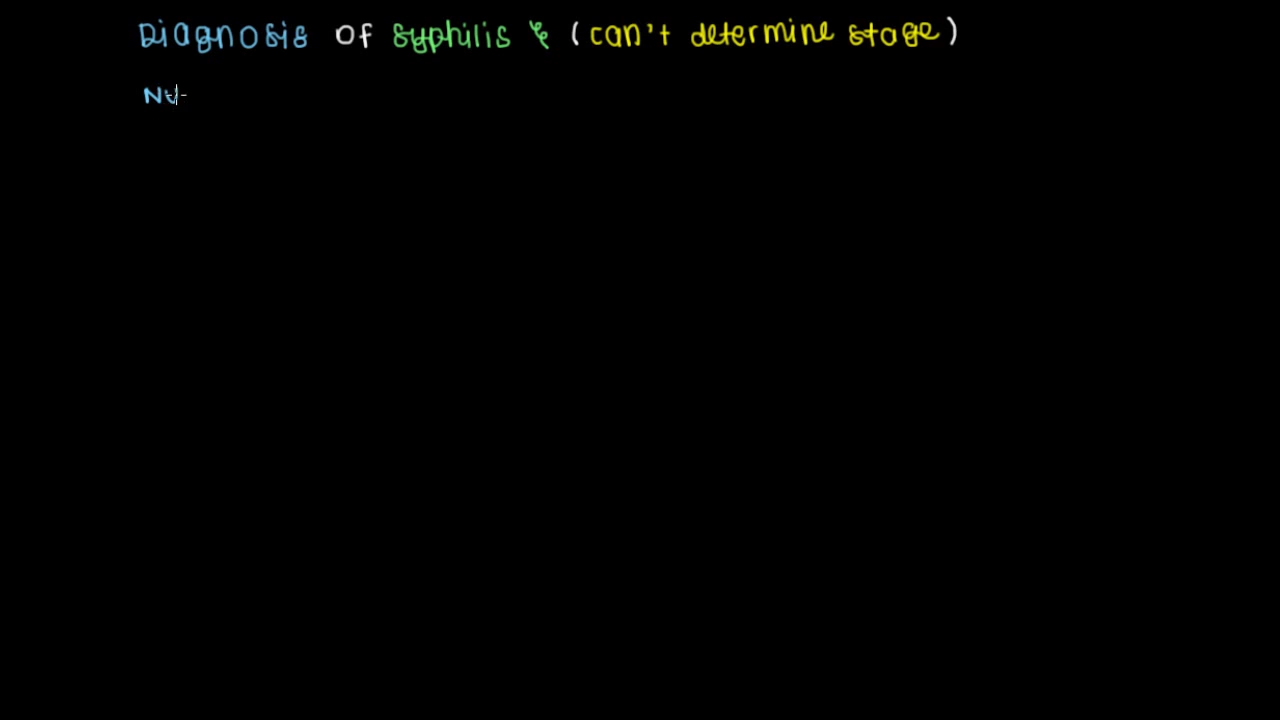 Diagnosis of syphilis (can't determine stage)